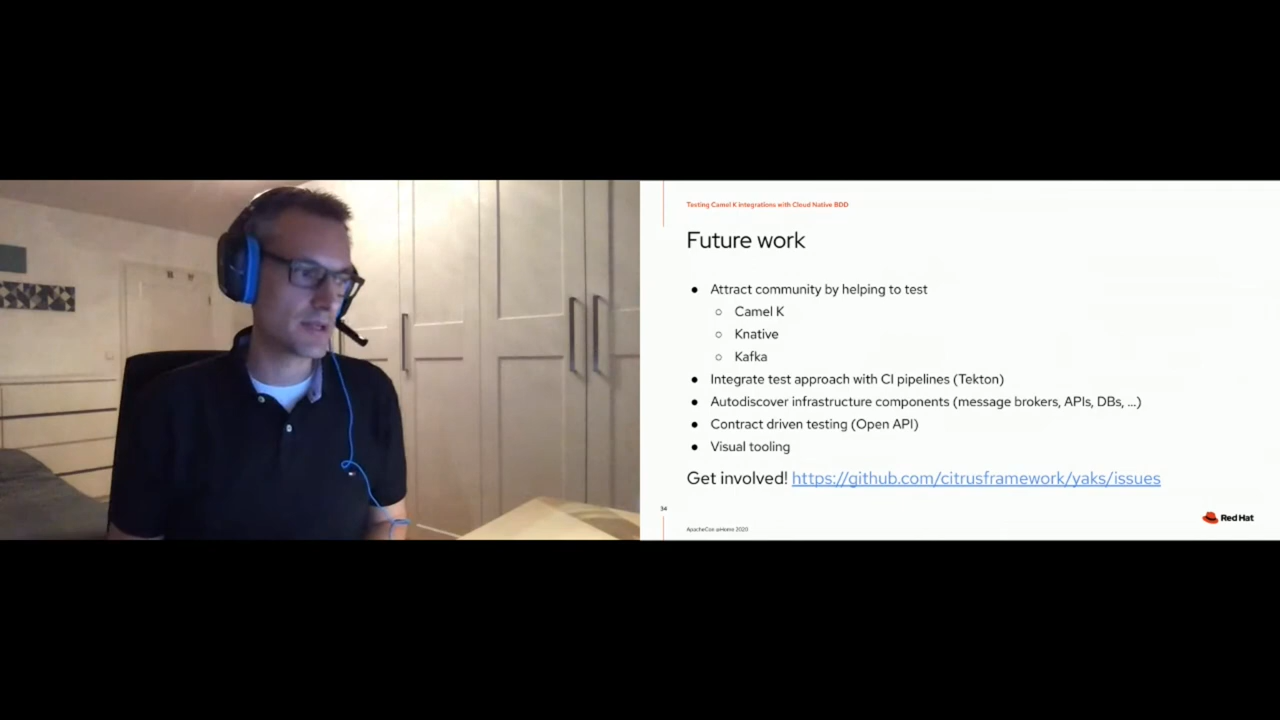 Testing Camel K integrations with Cloud Native BDD
Future work
● Attract community by helping to test
○ Camel K
○ Knative
○ Kafka
● Integrate test approach with CI pipelines (Tekton)
● Autodiscover infrastructure components (message brokers, APIs, DBs, ...)
● Contract driven testing (Open API)
● Visual tooling
Get involved! https://github.com/citrusframework/yaks/issues
34
Red Hat
ApacheCon @Home 2020